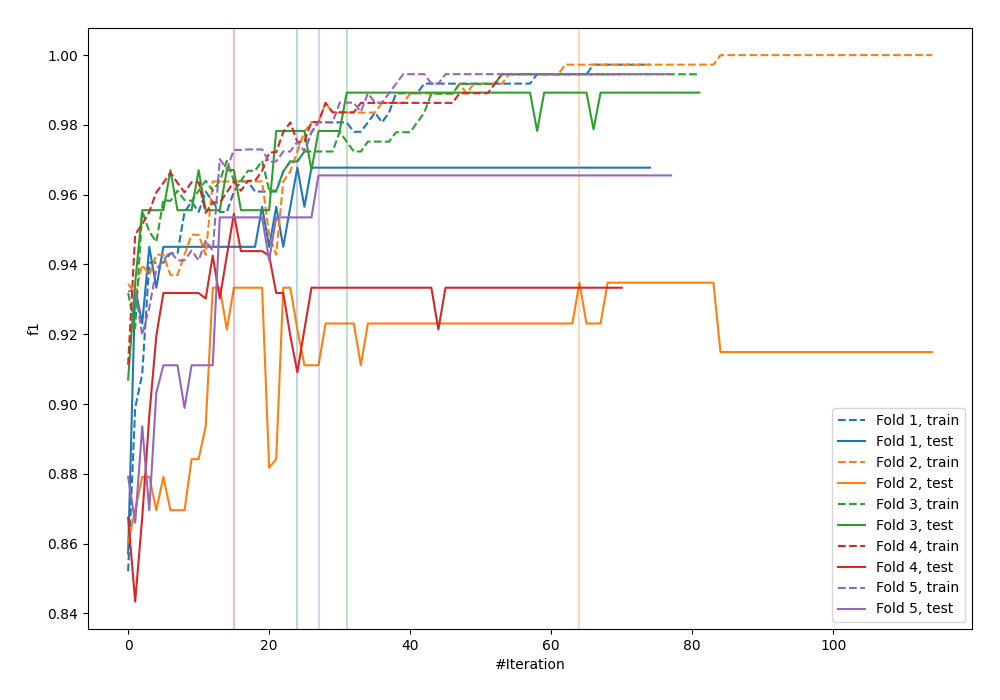 1.00
0.98
0.96
0.94
0.92
0.90
0.88
0.86
0.84
f1
0 20 40 60 80 100
#Iteration
Fold 1, train
Fold 1, test
Fold 2, train
Fold 2, test
Fold 3, train
Fold 3, test
Fold 4, train
Fold 4, test
Fold 5, train
Fold 5, test